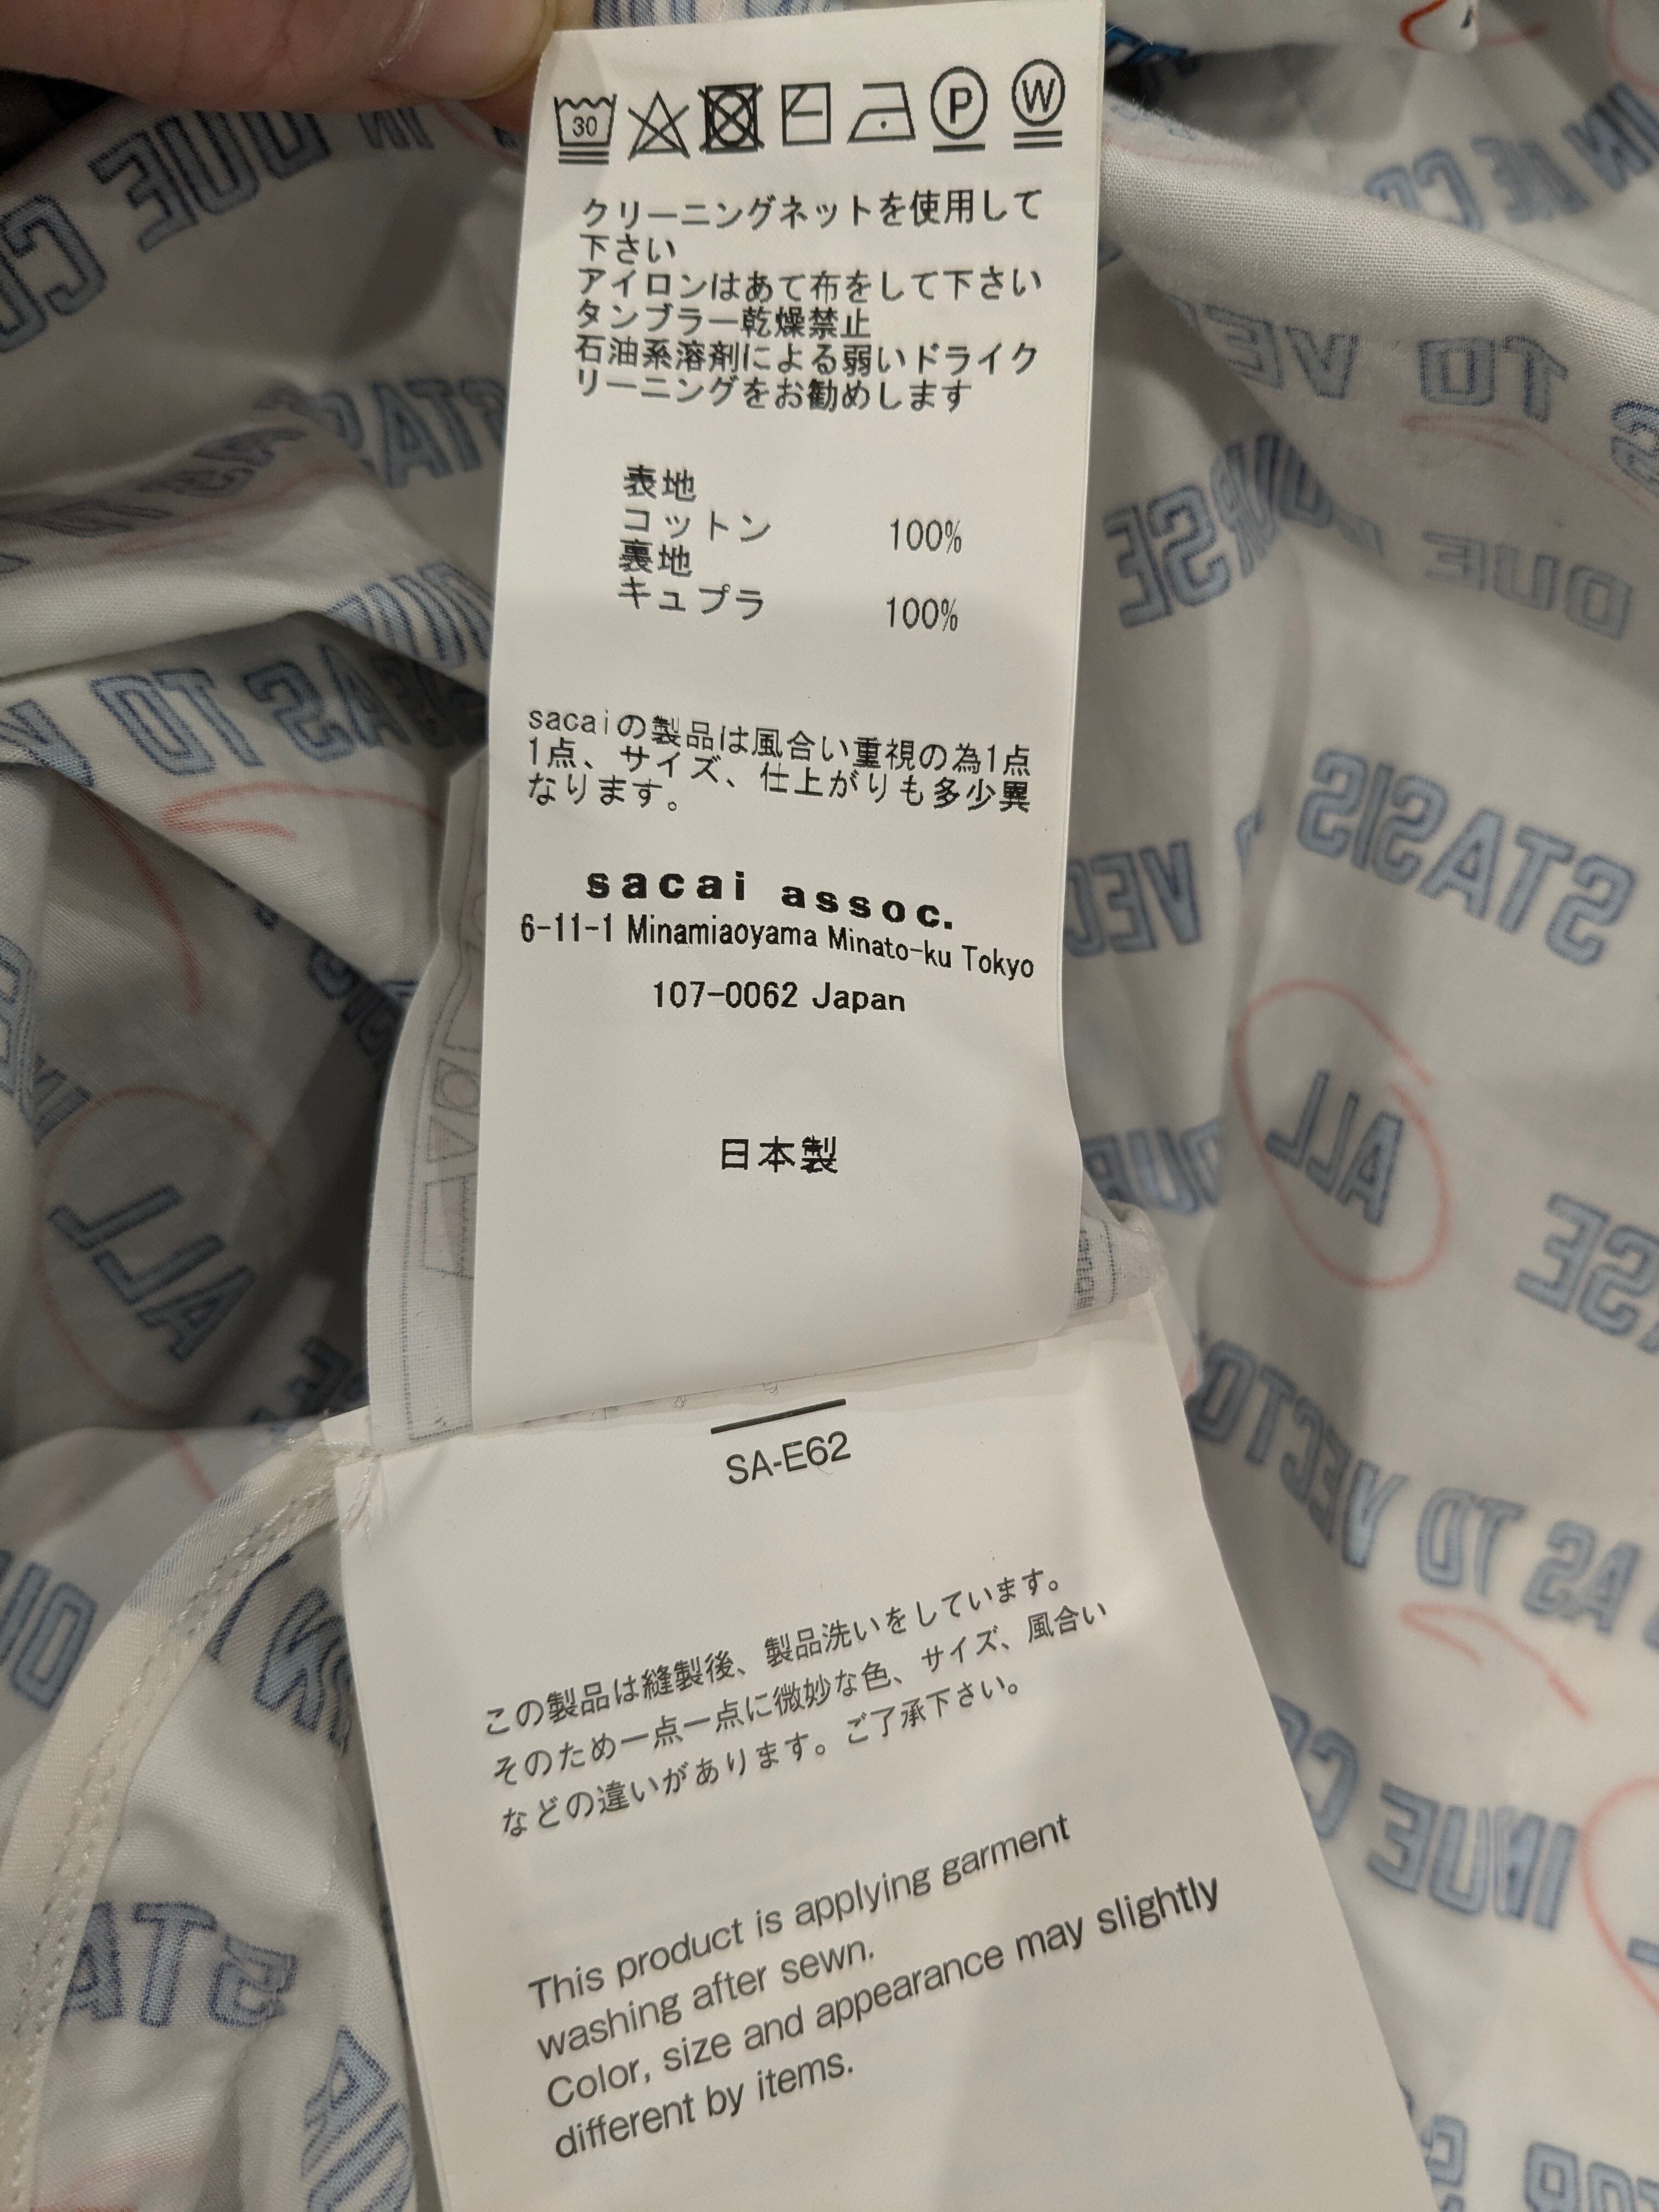 30
P
W
クリーニングネットを使用して
下さい
アイロンはあて布をして下さい
タンブラー乾燥禁止
石油系溶剤による弱いドライク
リーニングをお勧めします
表地
コットン 100%
裏地
キュプラ 100%
sacaiの製品は風合い重視の為1点
1点、サイズ、仕上がりも多少異
なります。
sacai assoc.
6-11-1 Minamiaoyama Minato-ku Tokyo
107-0062 Japan
日本製
SA-E62
この製品は縫製後、製品洗いをしています。
そのため一点一点に微妙な色、サイズ、風合い
などの違いがあります。ご了承下さい。
This product is applying garment
washing after sewn.
Color, size and appearance may slightly
different by items.
STASIS
ALL
ALL
AS TO VECTO